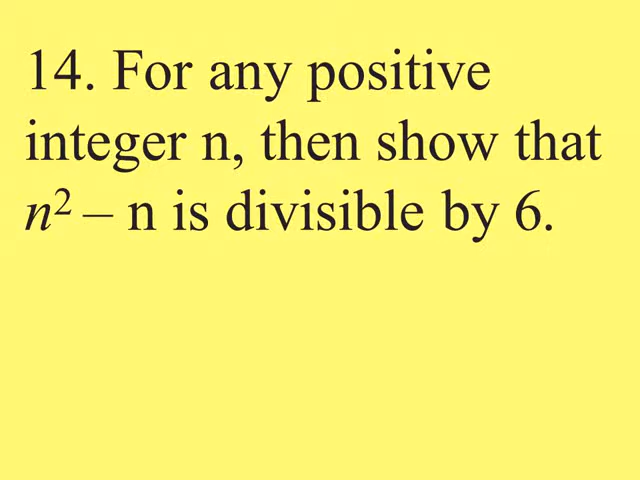 14. For any positive
integer n, then show that
n² – n is divisible by 6.